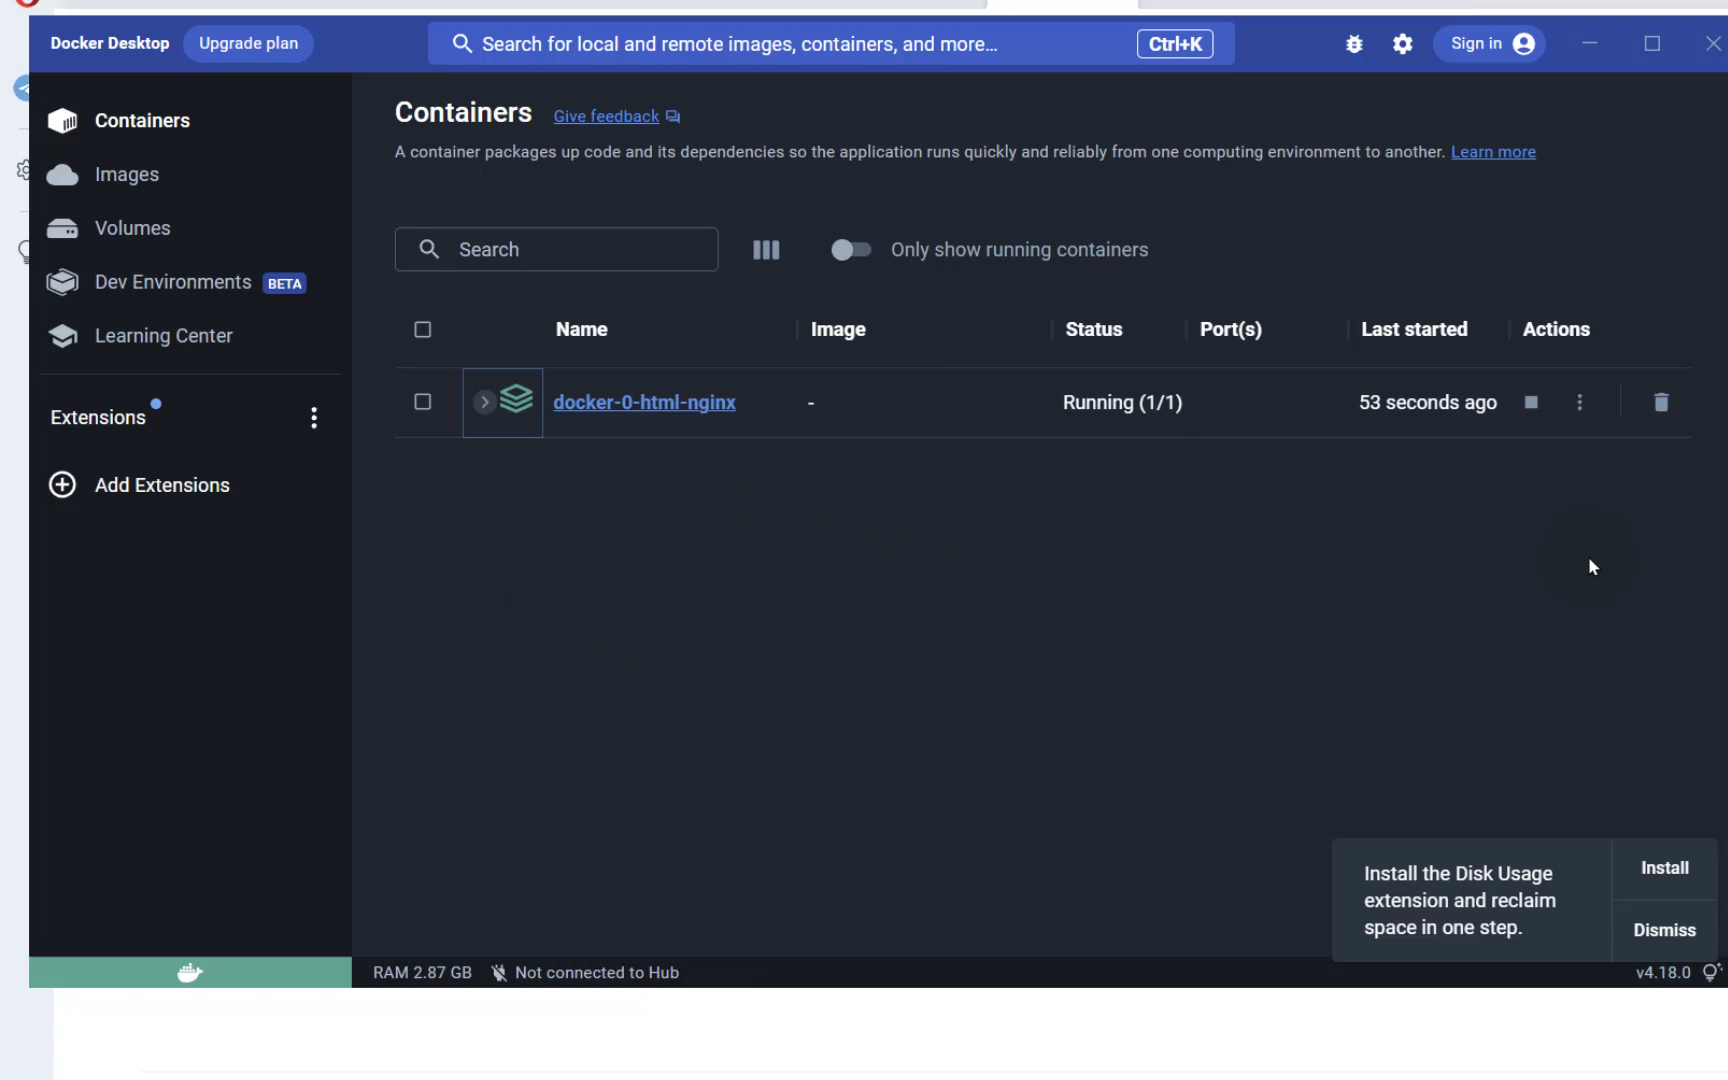 Docker Desktop Upgrade plan Search for local and remote images, containers, and more... Ctrl+K Sign in
Containers
Images
Volumes
Dev Environments BETA
Learning Center
Extensions
Add Extensions
Containers Give feedback
A container packages up code and its dependencies so the application runs quickly and reliably from one computing environment to another. Learn more
Search Only show running containers
Name Image Status Port(s) Last started Actions
docker-0-html-nginx - Running (1/1) 53 seconds ago
Install the Disk Usage
extension and reclaim
space in one step.
Install
Dismiss
RAM 2.87 GB Not connected to Hub v4.18.0